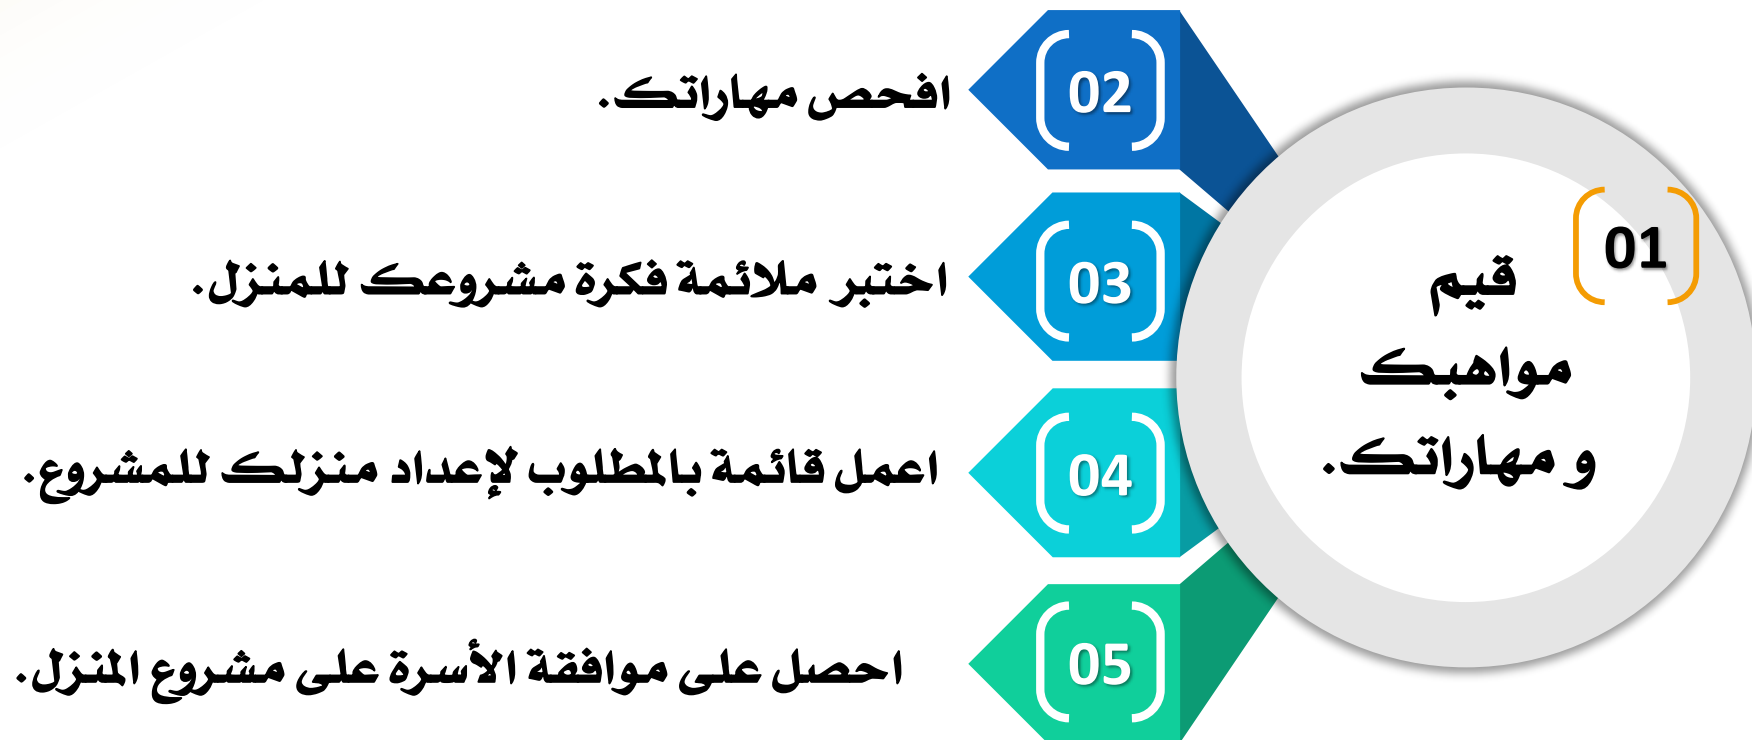 01
قيم
مواهبك
و مهاراتك.
02
افحص مهاراتك.
03
اختبر ملائمة فكرة مشروعك للمنزل.
04
اعمل قائمة بالمطلوب لإعداد منزلك للمشروع.
05
احصل على موافقة الأسرة على مشروع المنزل.